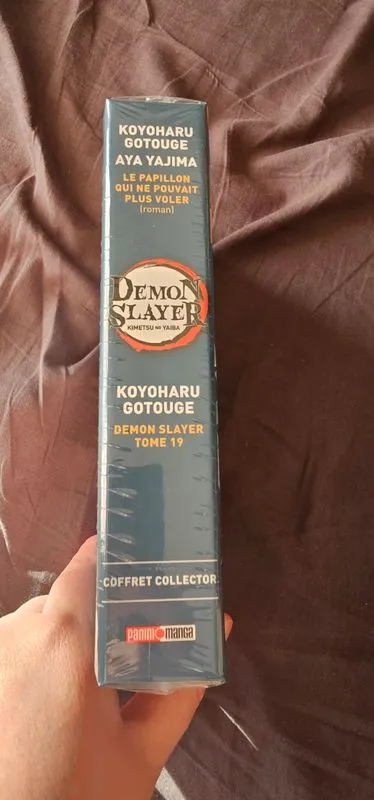 KOYOHARU
GOTOUGE
AYA YAJIMA
LE PAPILLON
QUI NE POUVAIT
PLUS VOLER
(roman)
DEMON
SLAYER
KIMETSU NO YAIBA
KOYOHARU
GOTOUGE
DEMON SLAYER
TOME 19
COFFRET COLLECTOR
panini manga